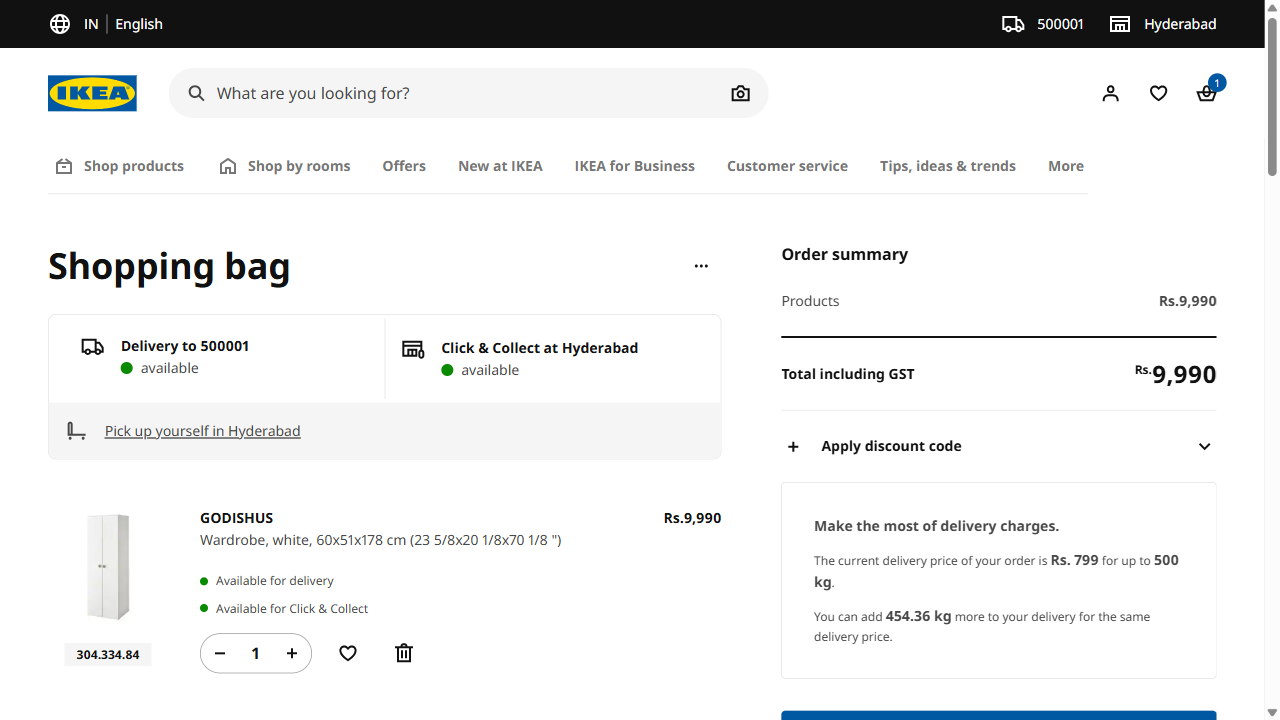 IN English
500001
Hyderabad
IKEA
What are you looking for?
1
Shop products
Shop by rooms
Offers
New at IKEA
IKEA for Business
Customer service
Tips, ideas & trends
More
Shopping bag
Delivery to 500001
available
Click & Collect at Hyderabad
available
Pick up yourself in Hyderabad
GODISHUS
Rs.9,990
Wardrobe, white, 60x51x178 cm (23 5/8x20 1/8x70 1/8 ")
Available for delivery
Available for Click & Collect
304.334.84
1
Order summary
Products Rs.9,990
Total including GST Rs.9,990
Apply discount code
Make the most of delivery charges.
The current delivery price of your order is Rs. 799 for up to 500
kg.
You can add 454.36 kg more to your delivery for the same
delivery price.